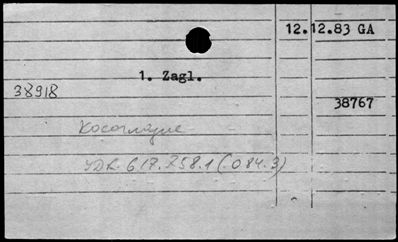 12.12.83 GA
1. Zagl.
38918
38767
Косоглазие
УДК 617.758.1(084.3)